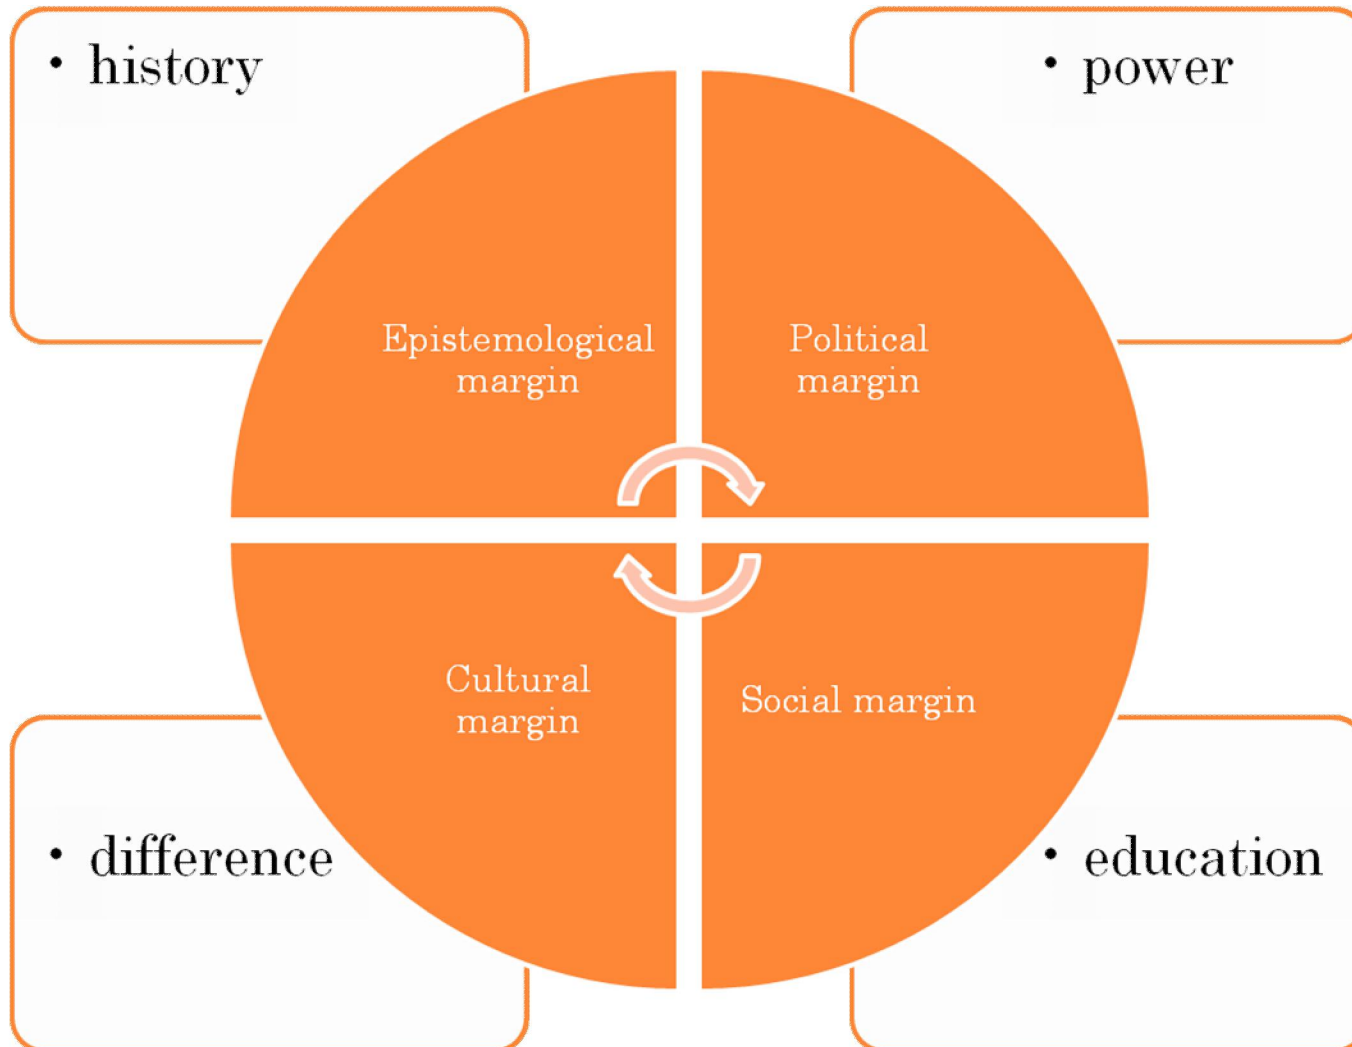 • history
• power
Epistemological
margin
Political
margin
Cultural
margin
Social margin
• difference
• education